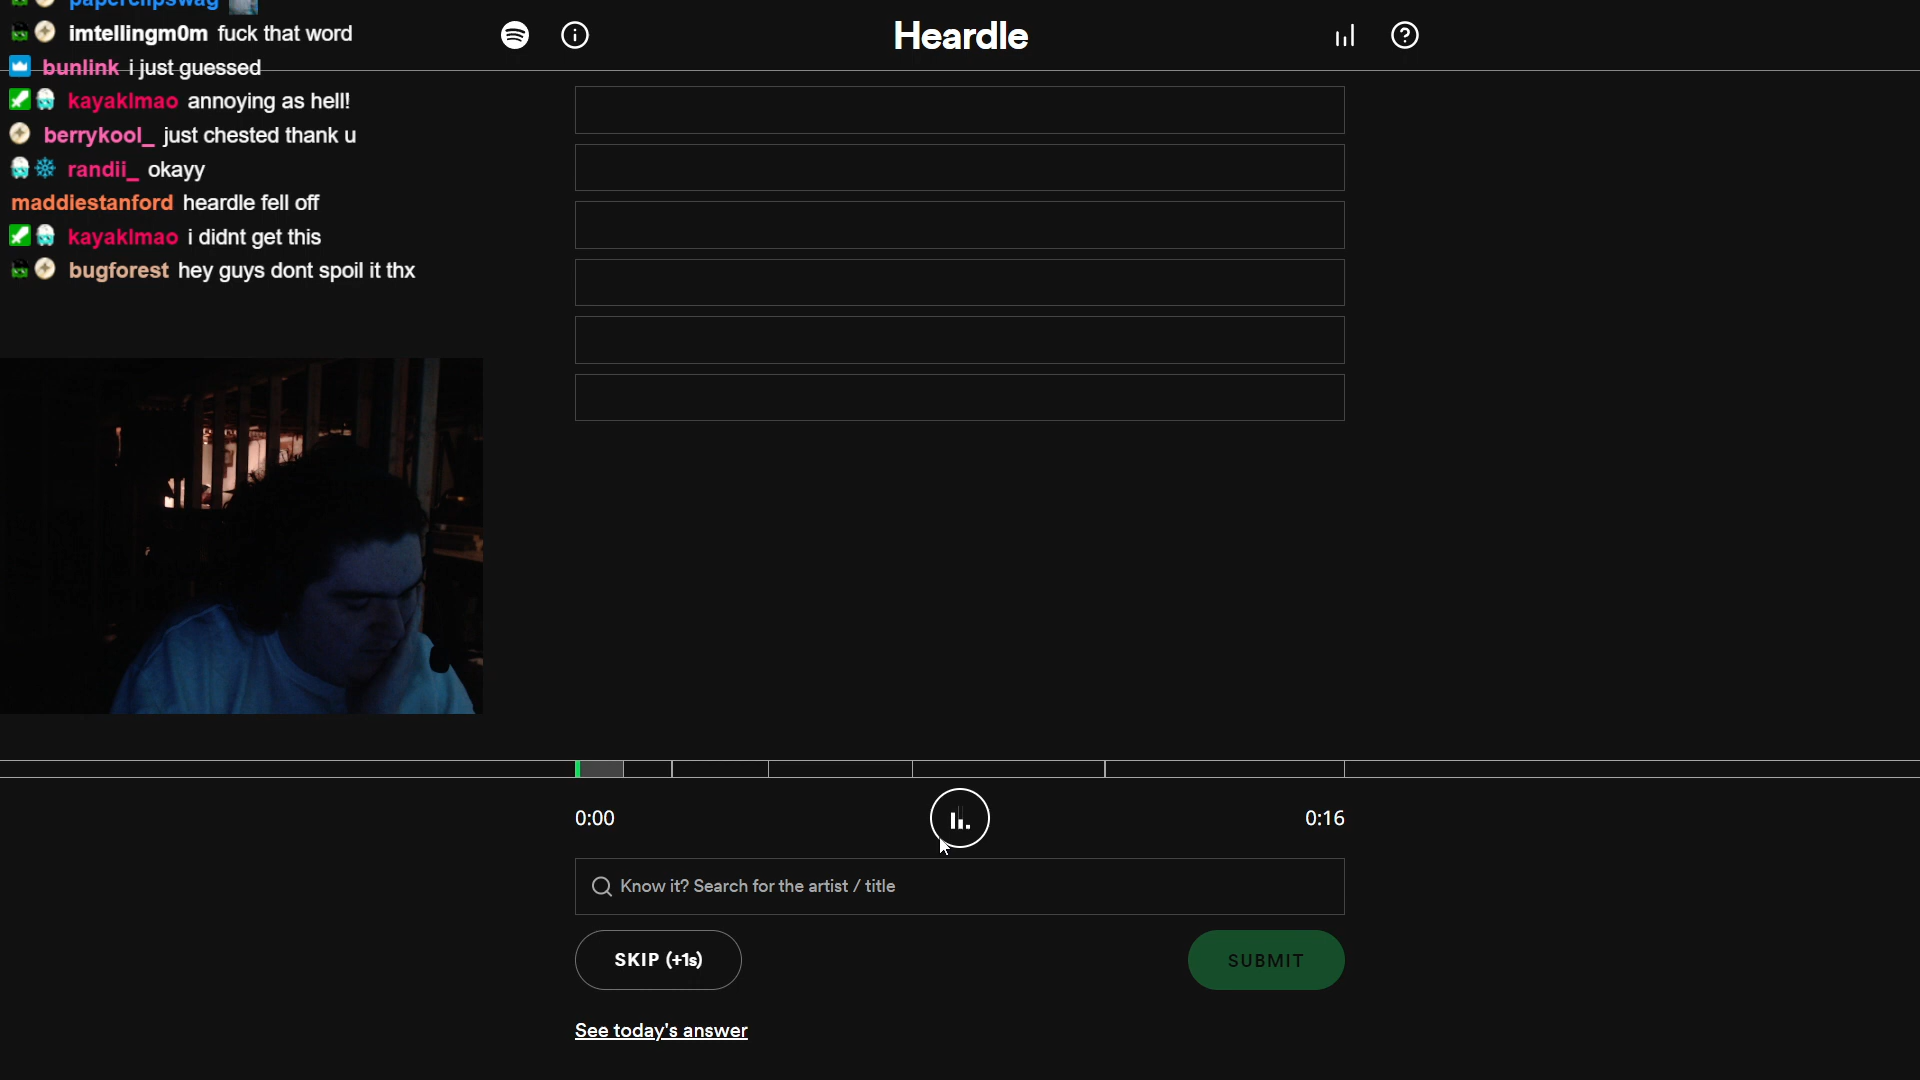 paperclipswag
imtellingm0m fuck that word
bunlink i just guessed
kayaklmao annoying as hell!
berrykool_ just chested thank u
randii_ okayy
maddiestanford heardle fell off
kayaklmao i didnt get this
bugforest hey guys dont spoil it thx
Heardle
0:00
0:16
Know it? Search for the artist / title
SKIP (+1s)
SUBMIT
See today's answer